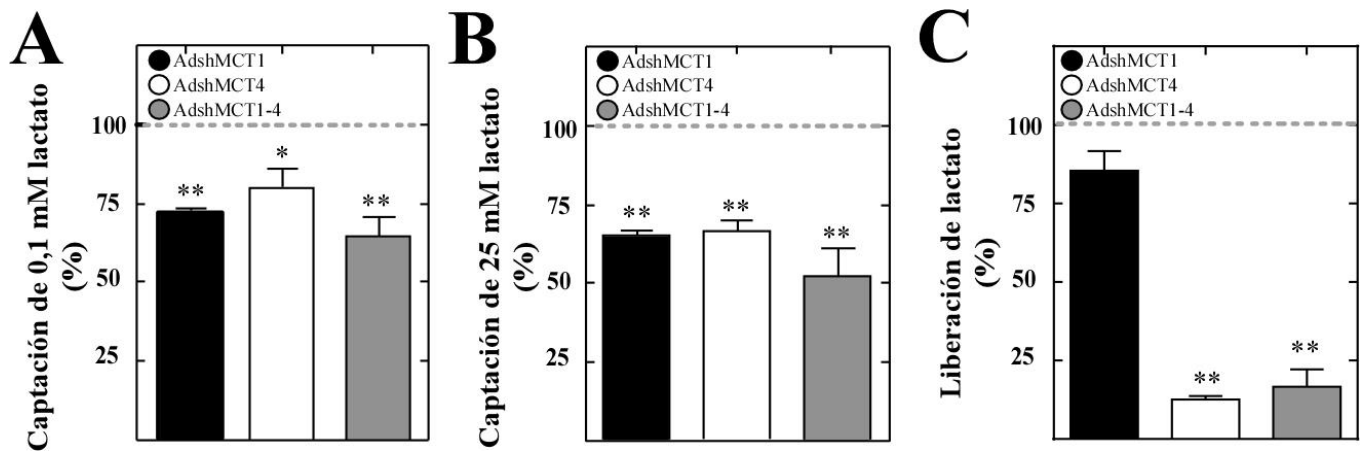 A
Captación de 0,1 mM lactato
(%)
AdshMCT1
AdshMCT4
AdshMCT1-4
100
75
50
25
**
*
**
B
Captación de 25 mM lactato
(%)
AdshMCT1
AdshMCT4
AdshMCT1-4
100
75
50
25
**
**
**
C
Liberación de lactato
(%)
AdshMCT1
AdshMCT4
AdshMCT1-4
100
75
50
25
**
**